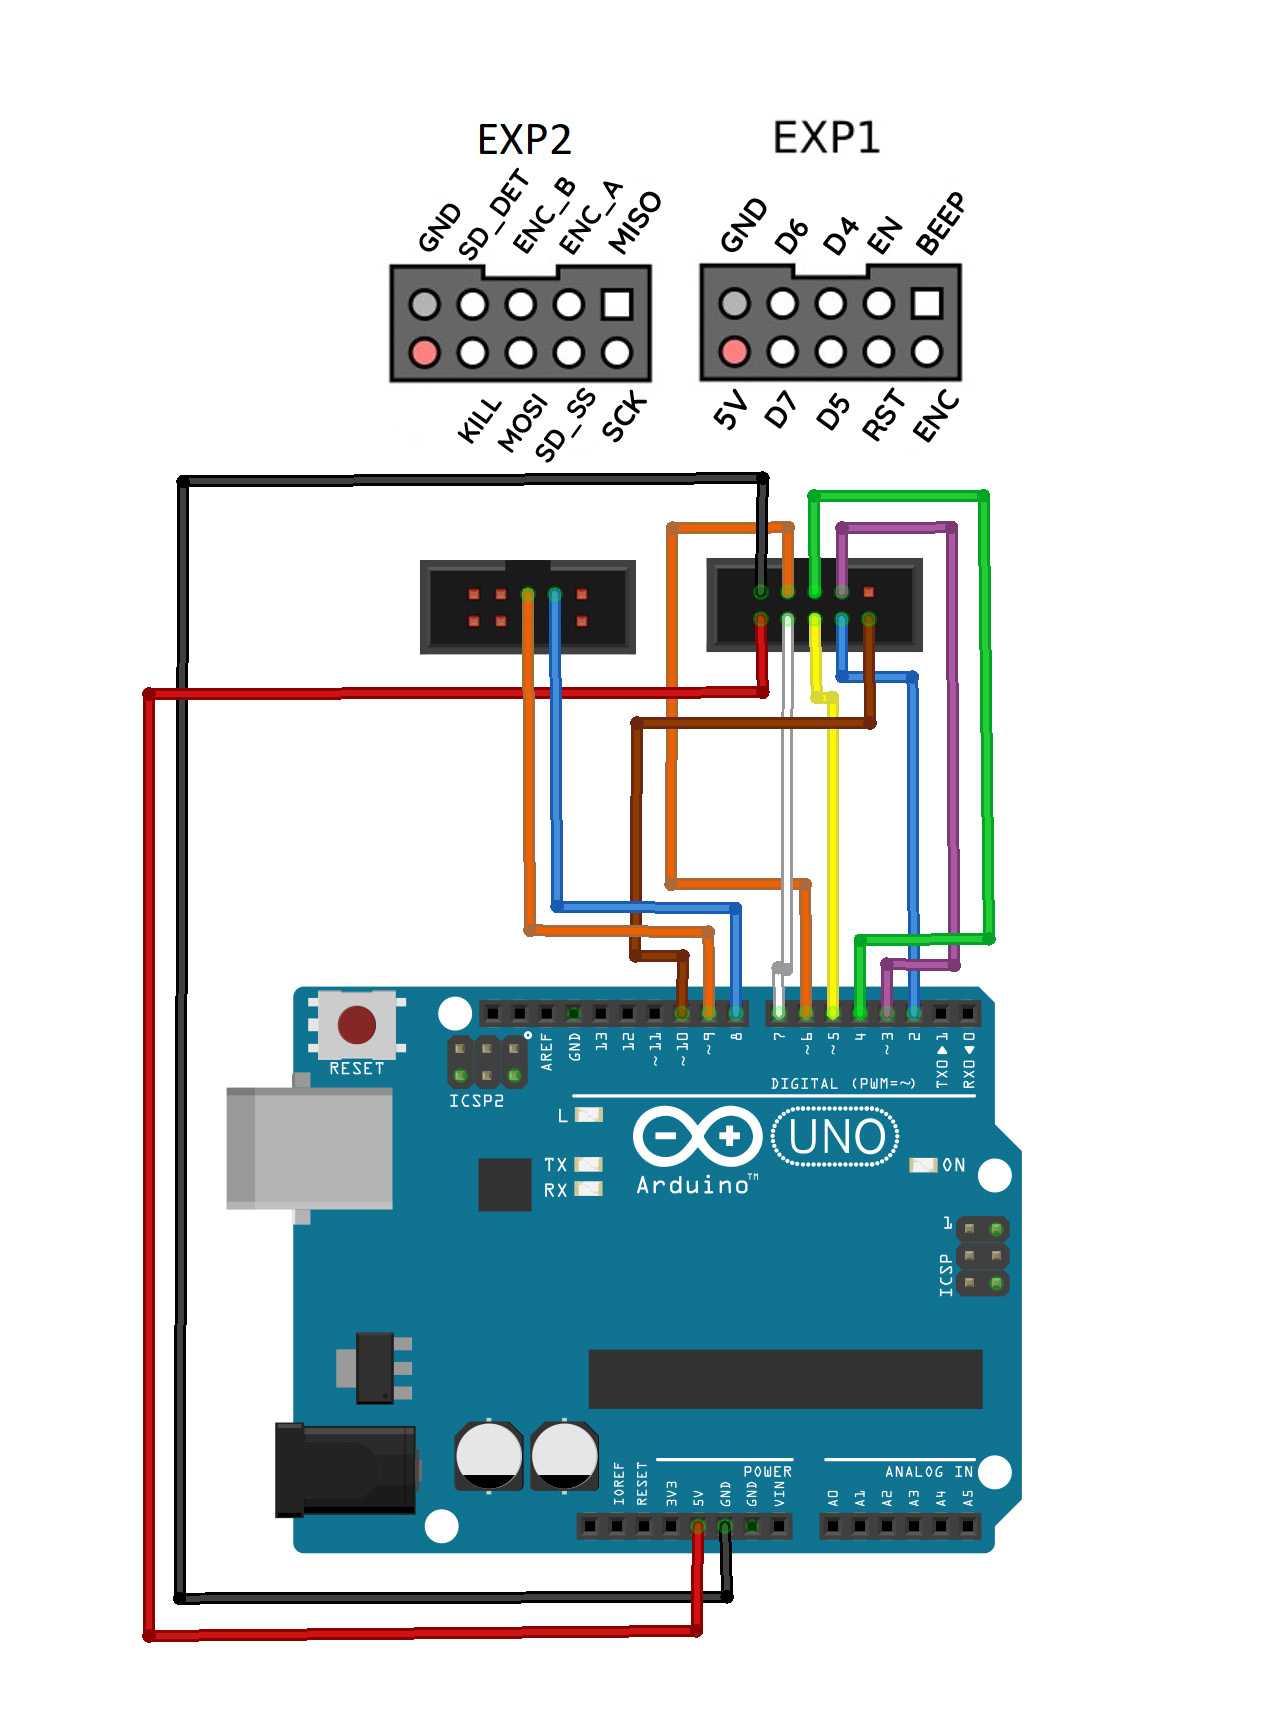 EXP2
EXP1
GND
SD_DET
ENC_B
ENC_A
MISO
GND
D6
D4
EN
BEEP
KILL
MOSI
SD_SS
SCK
5V
D7
D5
RST
ENC
RESET
ICSP2
AREF
GND
13
12
~11
~10
~9
8
7
~6
~5
4
~3
2
TX0▶1
RX0◀0
DIGITAL (PWM=~)
L
TX
RX
Arduino™
UNO
ON
1
ICSP
IOREF
RESET
3V3
5V
GND
GND
VIN
POWER
ANALOG IN
A0
A1
A2
A3
A4
A5